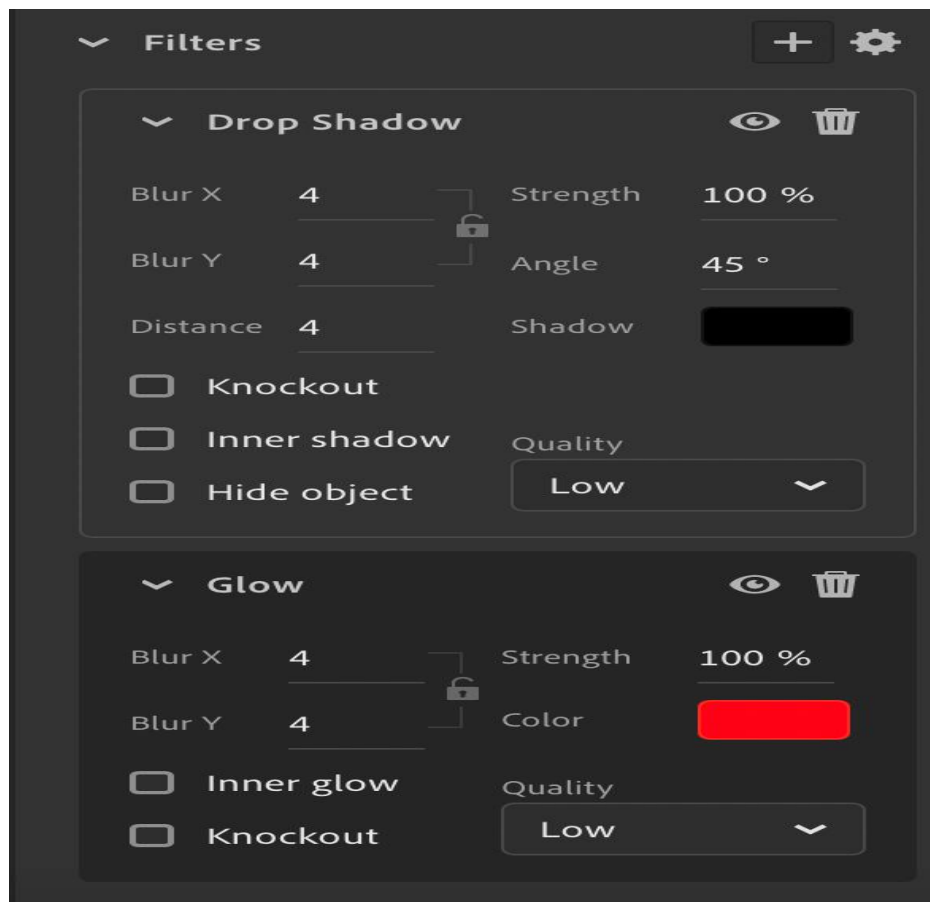 Filters
Drop Shadow
Blur X 4 Strength 100 %
Blur Y 4 Angle 45 °
Distance 4 Shadow
Knockout
Inner shadow
Quality
Hide object
Low
Glow
Blur X 4 Strength 100 %
Blur Y 4 Color
Inner glow
Quality
Knockout
Low